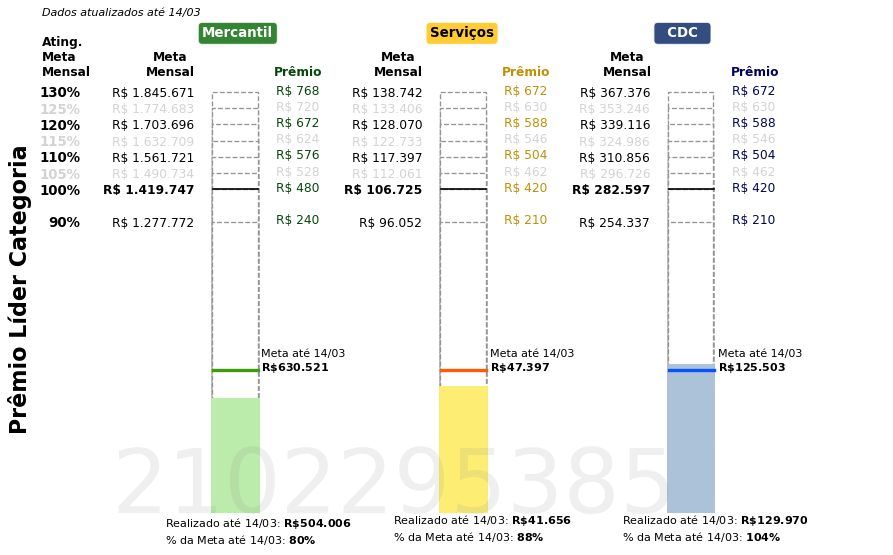 Dados atualizados até 14/03
Mercantil Serviços CDC
Ating.
Meta Meta Meta Meta
Mensal Mensal Prêmio Mensal Prêmio Mensal Prêmio
130% R$ 1.845.671 R$ 768 R$ 138.742 R$ 672 R$ 367.376 R$ 672
125% R$ 1.774.683 R$ 720 R$ 133.406 R$ 630 R$ 353.246 R$ 630
120% R$ 1.703.696 R$ 672 R$ 128.070 R$ 588 R$ 339.116 R$ 588
115% R$ 1.632.709 R$ 624 R$ 122.733 R$ 546 R$ 324.986 R$ 546
110% R$ 1.561.721 R$ 576 R$ 117.397 R$ 504 R$ 310.856 R$ 504
105% R$ 1.490.734 R$ 528 R$ 112.061 R$ 462 R$ 296.726 R$ 462
100% R$ 1.419.747 R$ 480 R$ 106.725 R$ 420 R$ 282.597 R$ 420
90% R$ 1.277.772 R$ 240 R$ 96.052 R$ 210 R$ 254.337 R$ 210
Prêmio Líder Categoria
Meta até 14/03 Meta até 14/03 Meta até 14/03
R$630.521 R$47.397 R$125.503
2102295385
Realizado até 14/03: R$504.006 Realizado até 14/03: R$41.656 Realizado até 14/03: R$129.970
% da Meta até 14/03: 80% % da Meta até 14/03: 88% % da Meta até 14/03: 104%